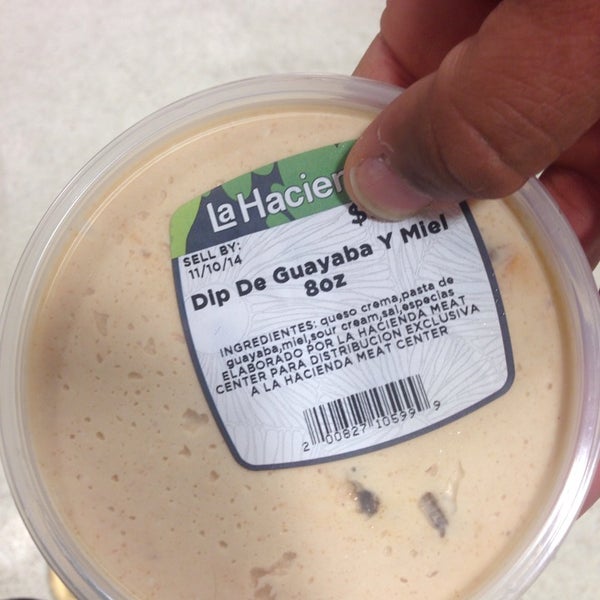 La Hacien
$
SELL BY:
11/10/14
Dip De Guayaba Y Miel
8oz
INGREDIENTES: queso crema,pasta de
guayaba,miel,sour cream,sal,especias
ELABORADO POR LA HACIENDA MEAT
CENTER PARA DISTRIBUCION EXCLUSIVA
A LA HACIENDA MEAT CENTER
2 00827 10599 9